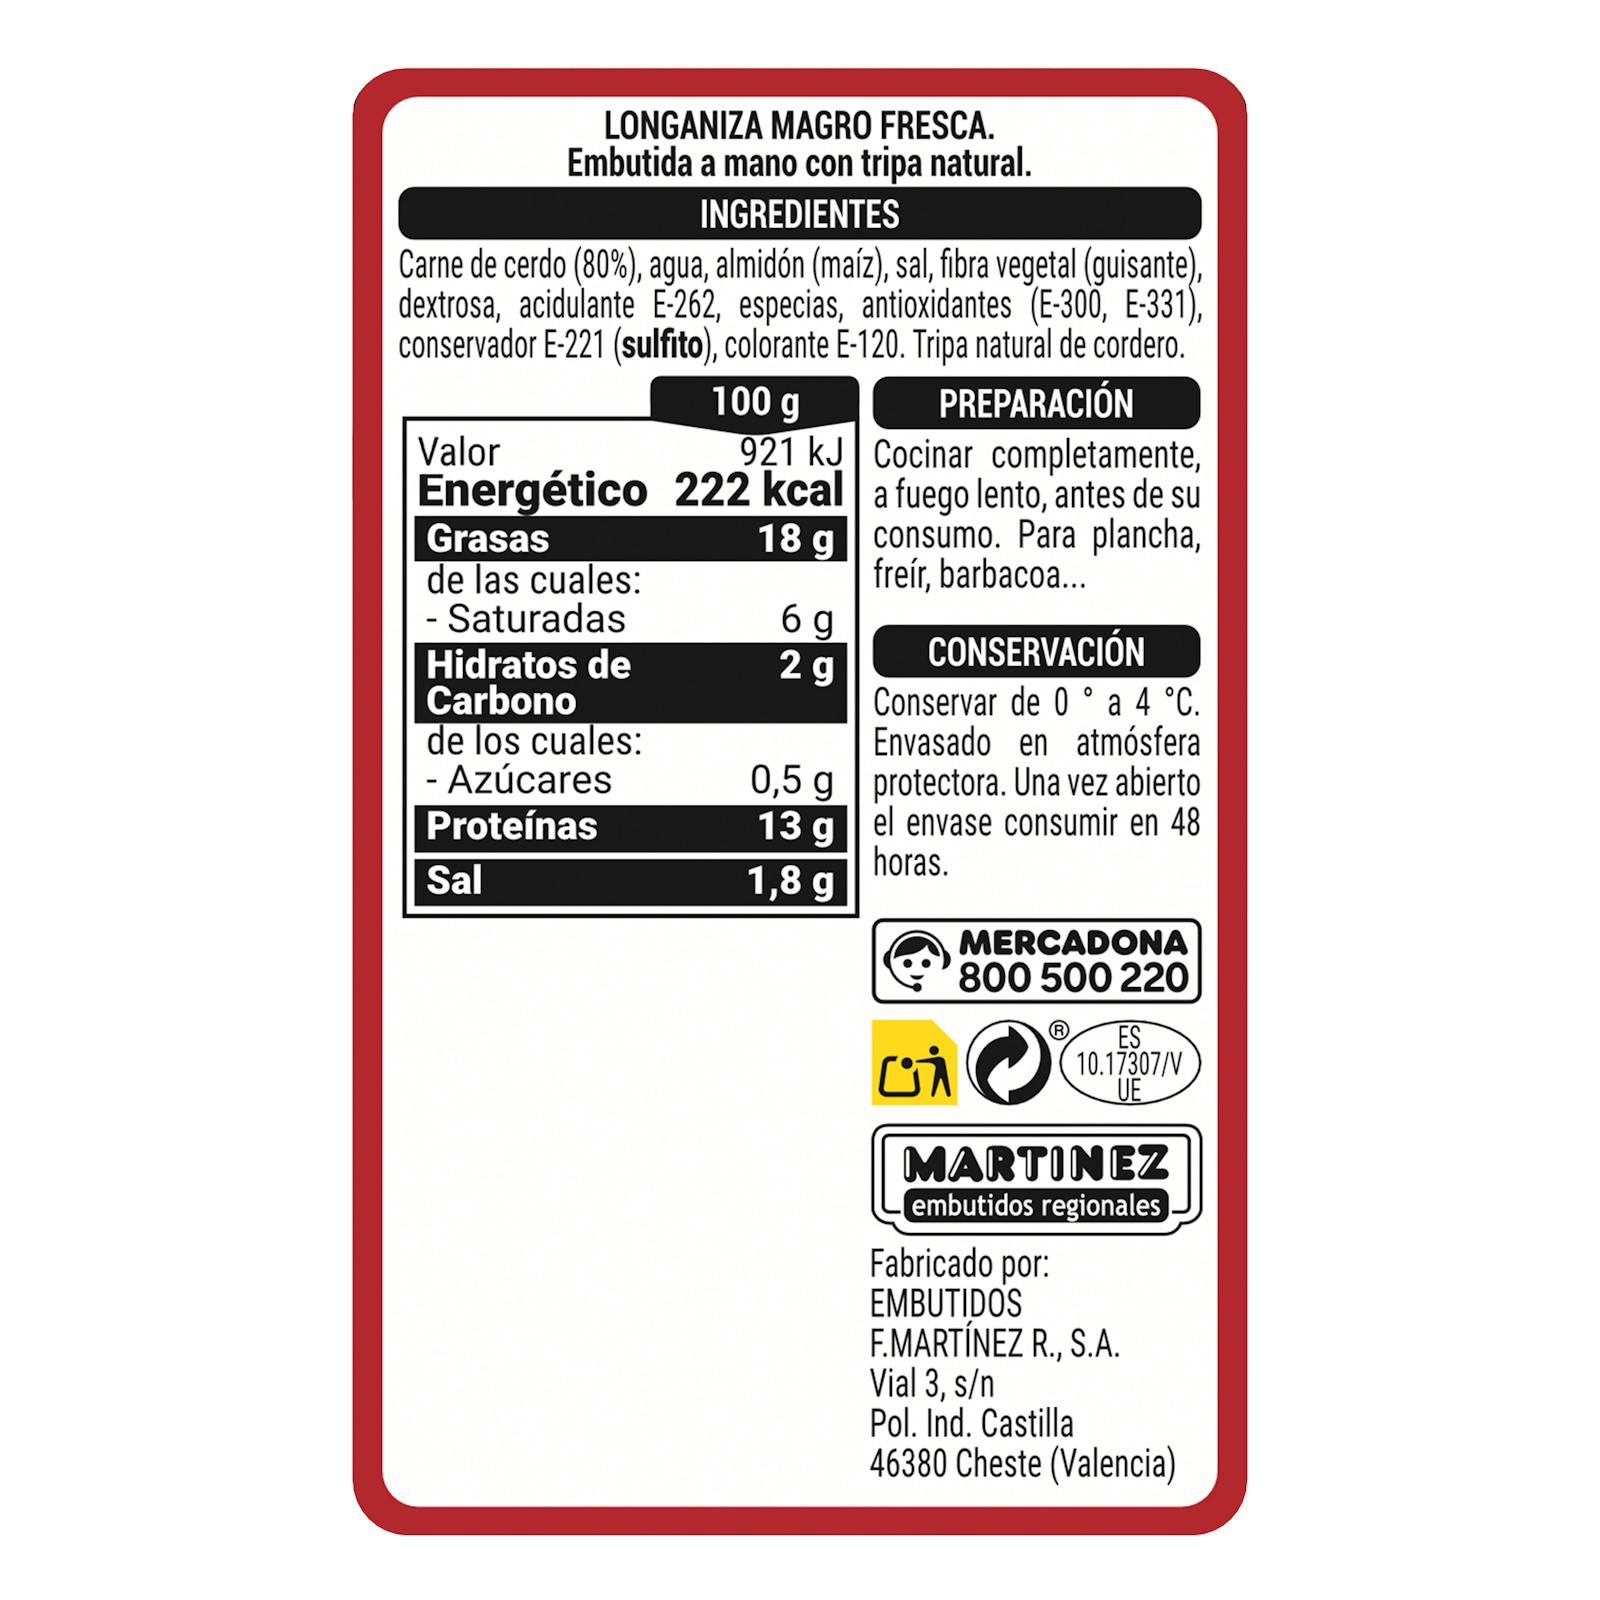 LONGANIZA MAGRO FRESCA.
Embutida a mano con tripa natural.
INGREDIENTES
Carne de cerdo (80%), agua, almidón (maíz), sal, fibra vegetal (guisante),
dextrosa, acidulante E-262, especias, antioxidantes (E-300, E-331),
conservador E-221 (sulfito), colorante E-120. Tripa natural de cordero.
100 g
Valor 921 kJ
Energético 222 kcal
Grasas 18 g
de las cuales:
- Saturadas 6 g
Hidratos de 2 g
Carbono
de los cuales:
- Azúcares 0,5 g
Proteínas 13 g
Sal 1,8 g
PREPARACIÓN
Cocinar completamente,
a fuego lento, antes de su
consumo. Para plancha,
freír, barbacoa...
CONSERVACIÓN
Conservar de 0 ° a 4 °C.
Envasado en atmósfera
protectora. Una vez abierto
el envase consumir en 48
horas.
MERCADONA
800 500 220
®
ES
10.17307/V
UE
MARTINEZ
embutidos regionales
Fabricado por:
EMBUTIDOS
F.MARTÍNEZ R., S.A.
Vial 3, s/n
Pol. Ind. Castilla
46380 Cheste (Valencia)